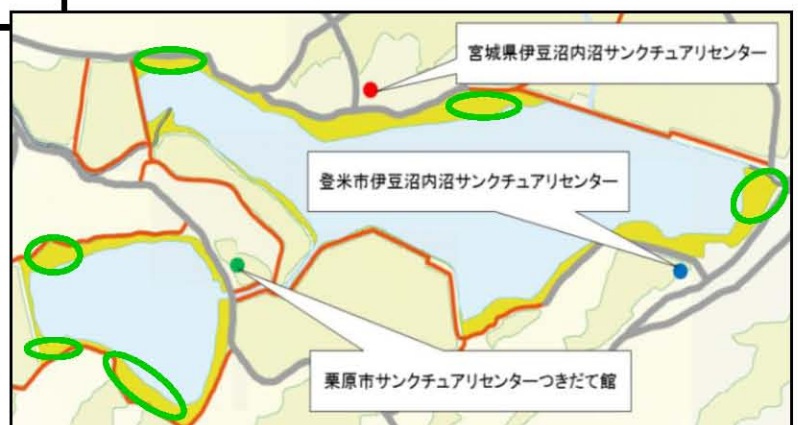 宮城県伊豆沼内沼サンクチュアリセンター
登米市伊豆沼内沼サンクチュアリセンター
栗原市サンクチュアリセンターつきだて館